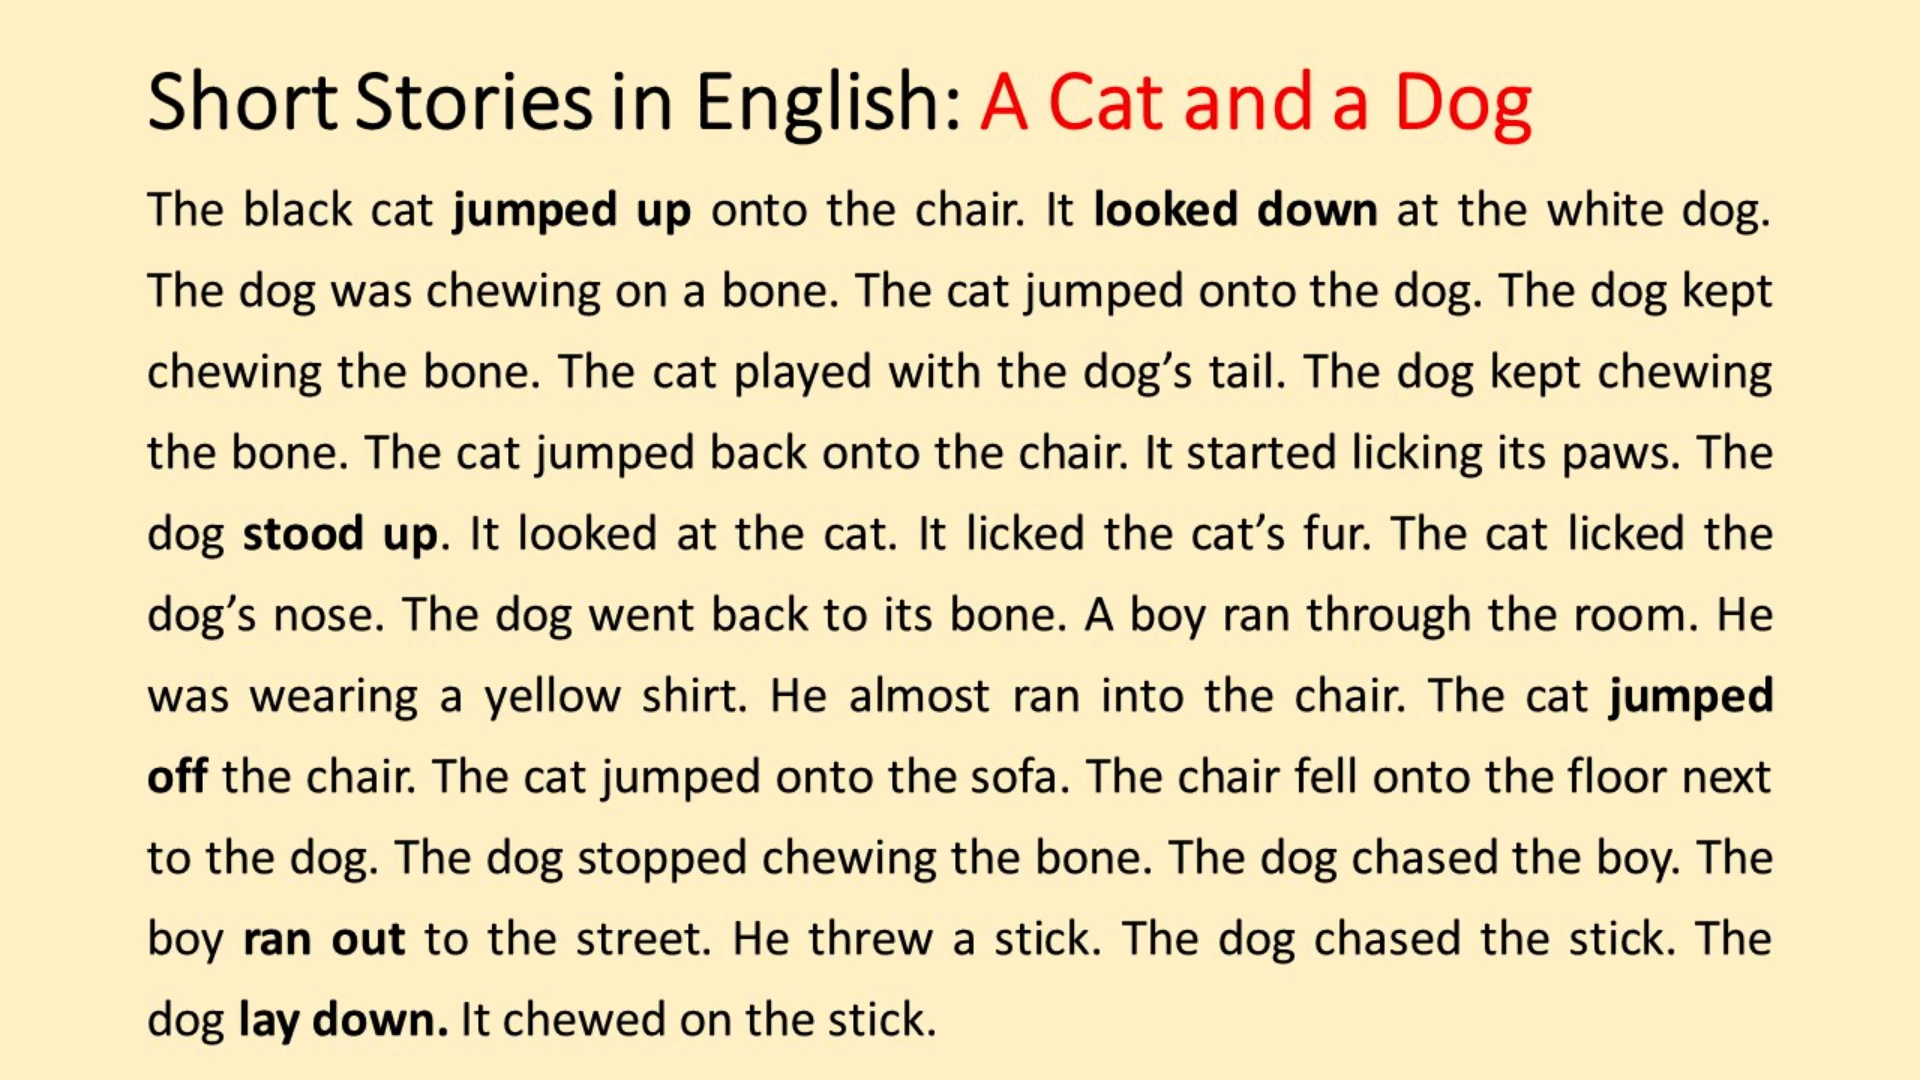 Short Stories in English: A Cat and a Dog
The black cat jumped up onto the chair. It looked down at the white dog.
The dog was chewing on a bone. The cat jumped onto the dog. The dog kept
chewing the bone. The cat played with the dog’s tail. The dog kept chewing
the bone. The cat jumped back onto the chair. It started licking its paws. The
dog stood up. It looked at the cat. It licked the cat’s fur. The cat licked the
dog’s nose. The dog went back to its bone. A boy ran through the room. He
was wearing a yellow shirt. He almost ran into the chair. The cat jumped
off the chair. The cat jumped onto the sofa. The chair fell onto the floor next
to the dog. The dog stopped chewing the bone. The dog chased the boy. The
boy ran out to the street. He threw a stick. The dog chased the stick. The
dog lay down. It chewed on the stick.